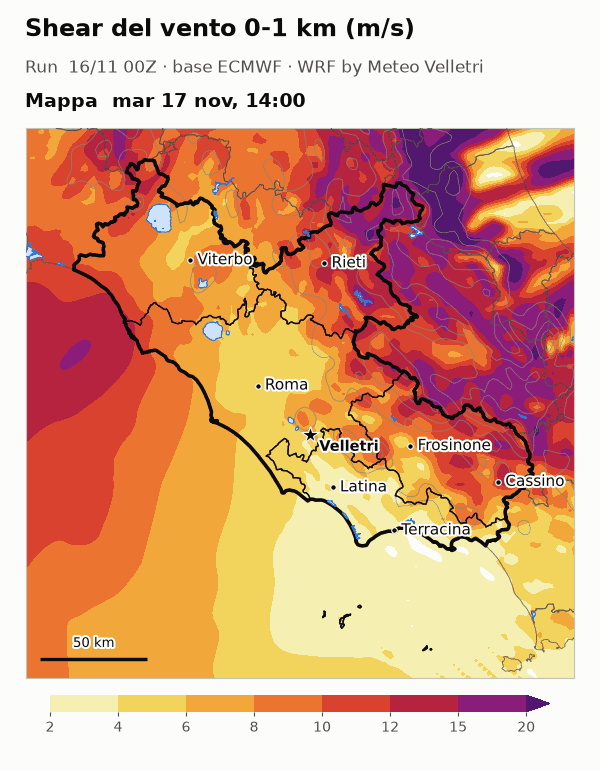 Shear del vento 0-1 km (m/s)
Run 16/11 00Z · base ECMWF · WRF by Meteo Velletri
Mappa mar 17 nov, 14:00
Viterbo
Rieti
Roma
Velletri
Frosinone
Latina
Cassino
Terracina
50 km
2 4 6 8 10 12 15 20